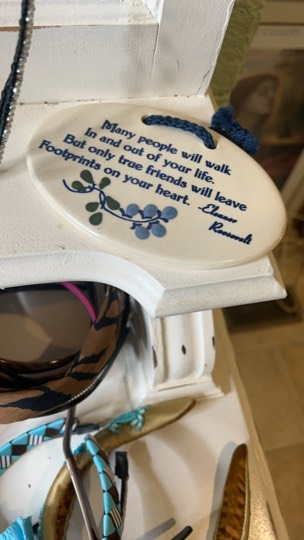 Many people will walk
In and out of your life.
But only true friends will leave
Footprints on your heart. -Eleanor
Roosevelt